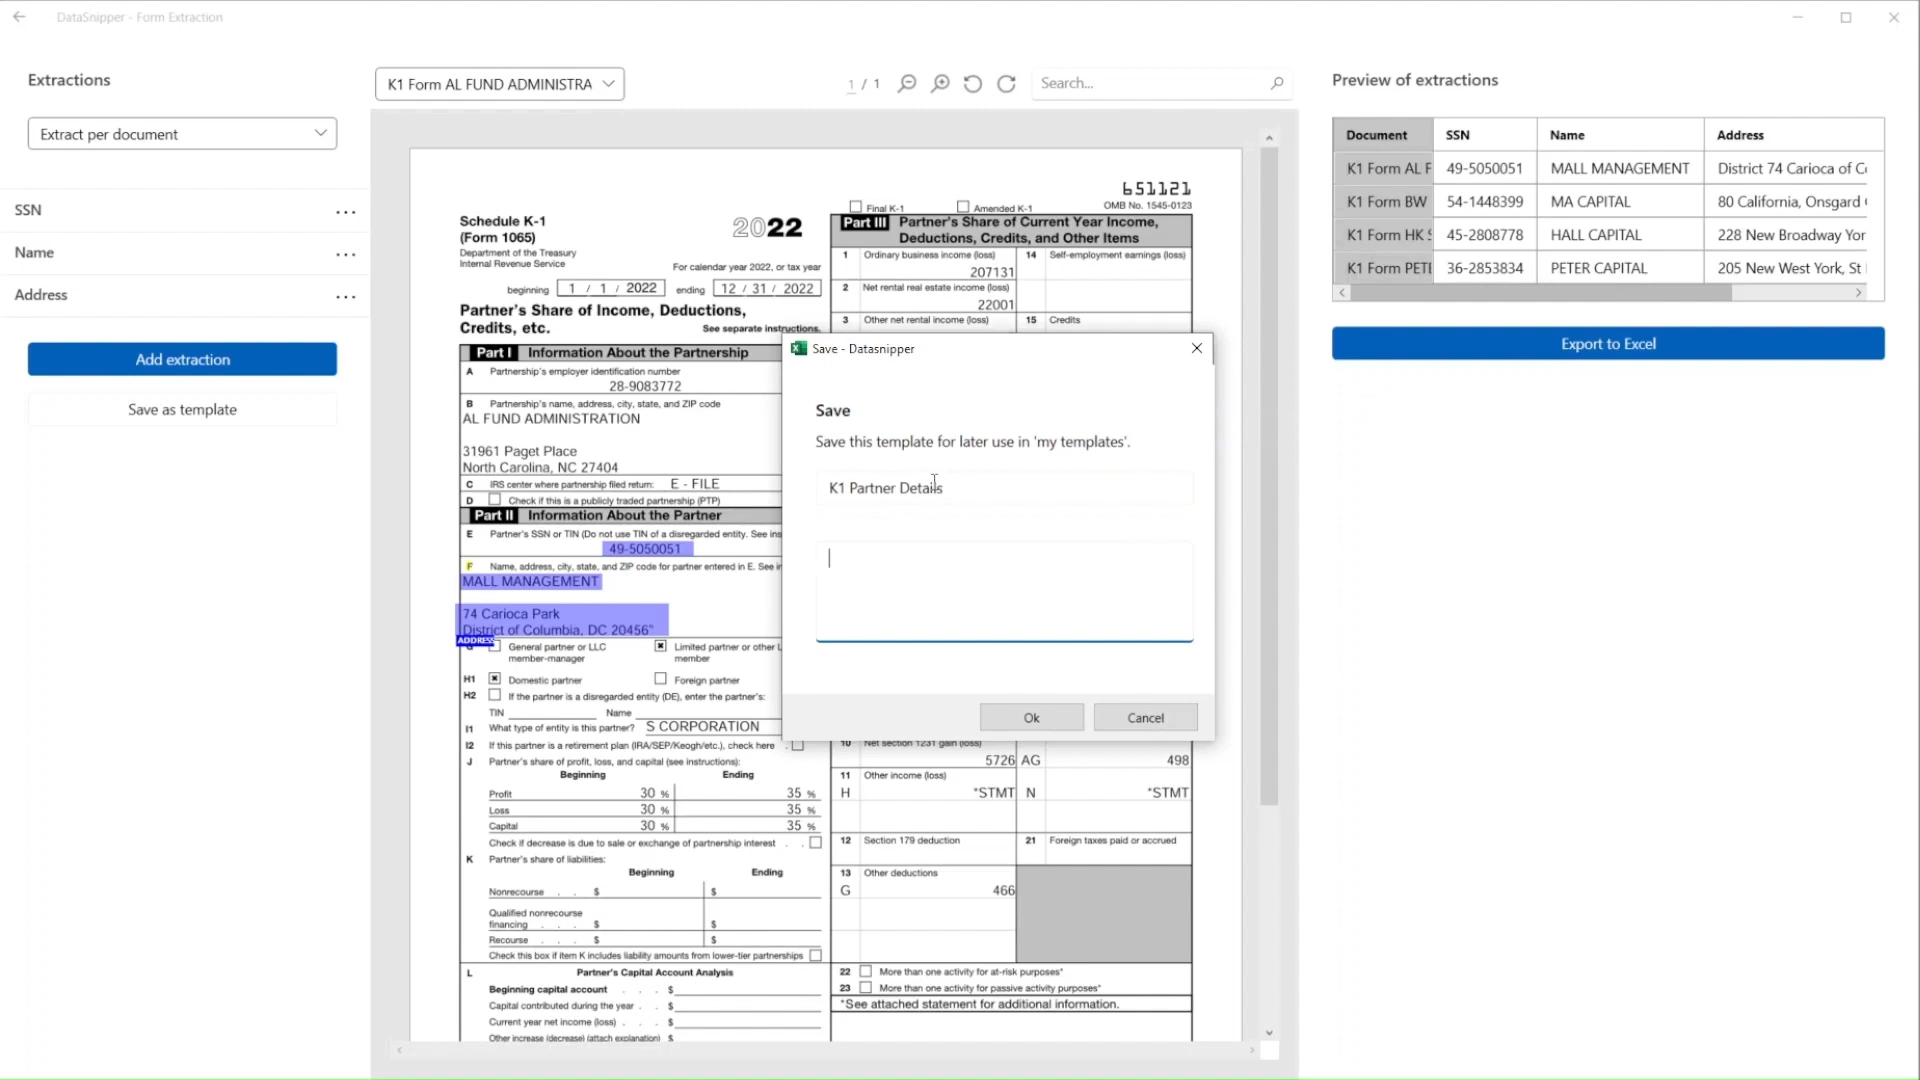 DataSnipper - Form Extraction
Extractions
Extract per document
SSN
Name
Address
Add extraction
Save as template
K1 Form AL FUND ADMINISTRA
1 / 1
Search...
651121
OMB No. 1545-0123
Final K-1
Amended K-1
Schedule K-1
(Form 1065)
2022
Department of the Treasury
Internal Revenue Service
For calendar year 2022, or tax year
beginning 1 / 1 / 2022 ending 12 / 31 / 2022
Partner's Share of Income, Deductions,
Credits, etc.
See separate instructions.
Part I Information About the Partnership
A Partnership's employer identification number
28-9083772
B Partnership's name, address, city, state, and ZIP code
AL FUND ADMINISTRATION
31961 Paget Place
North Carolina, NC 27404
C IRS center where partnership filed return: E - FILE
D Check if this is a publicly traded partnership (PTP)
Part II Information About the Partner
E Partner's SSN or TIN (Do not use TIN of a disregarded entity. See ins
49-5050051
F Name, address, city, state, and ZIP code for partner entered in E. See in
MALL MANAGEMENT
74 Carioca Park
District of Columbia, DC 20456"
ADDRESS
G General partner or LLC
member-manager
Limited partner or other L
member
H1 Domestic partner
Foreign partner
H2 If the partner is a disregarded entity (DE), enter the partner's:
TIN Name
I1 What type of entity is this partner? S CORPORATION
I2 If this partner is a retirement plan (IRA/SEP/Keogh/etc.), check here
J Partner's share of profit, loss, and capital (see instructions):
Beginning Ending
Profit 30 % 35 %
Loss 30 % 35 %
Capital 30 % 35 %
Check if decrease is due to sale or exchange of partnership interest . .
K Partner's share of liabilities:
Beginning Ending
Nonrecourse . . $ $
Qualified nonrecourse
financing . . . $ $
Recourse . . . $ $
Check this box if item K includes liability amounts from lower-tier partnerships
L Partner's Capital Account Analysis
Beginning capital account . . . $
Capital contributed during the year . . $
Current year net income (loss) . . . $
Other increase (decrease) (attach explanation) $
Part III Partner's Share of Current Year Income,
Deductions, Credits, and Other Items
1 Ordinary business income (loss)
207131
14 Self-employment earnings (loss)
2 Net rental real estate income (loss)
22001
3 Other net rental income (loss)
15 Credits
10 Net section 1231 gain (loss)
5726 AG 498
11 Other income (loss)
H *STMT N *STMT
12 Section 179 deduction
21 Foreign taxes paid or accrued
13 Other deductions
G 466
22 More than one activity for at-risk purposes*
23 More than one activity for passive activity purposes*
*See attached statement for additional information.
Save - Datasnipper
Save
Save this template for later use in 'my templates'.
K1 Partner Details
Ok
Cancel
Preview of extractions
Document SSN Name Address
K1 Form AL F 49-5050051 MALL MANAGEMENT District 74 Carioca of Co
K1 Form BW 54-1448399 MA CAPITAL 80 California, Onsgard
K1 Form HK S 45-2808778 HALL CAPITAL 228 New Broadway Yor
K1 Form PETE 36-2853834 PETER CAPITAL 205 New West York, St
Export to Excel